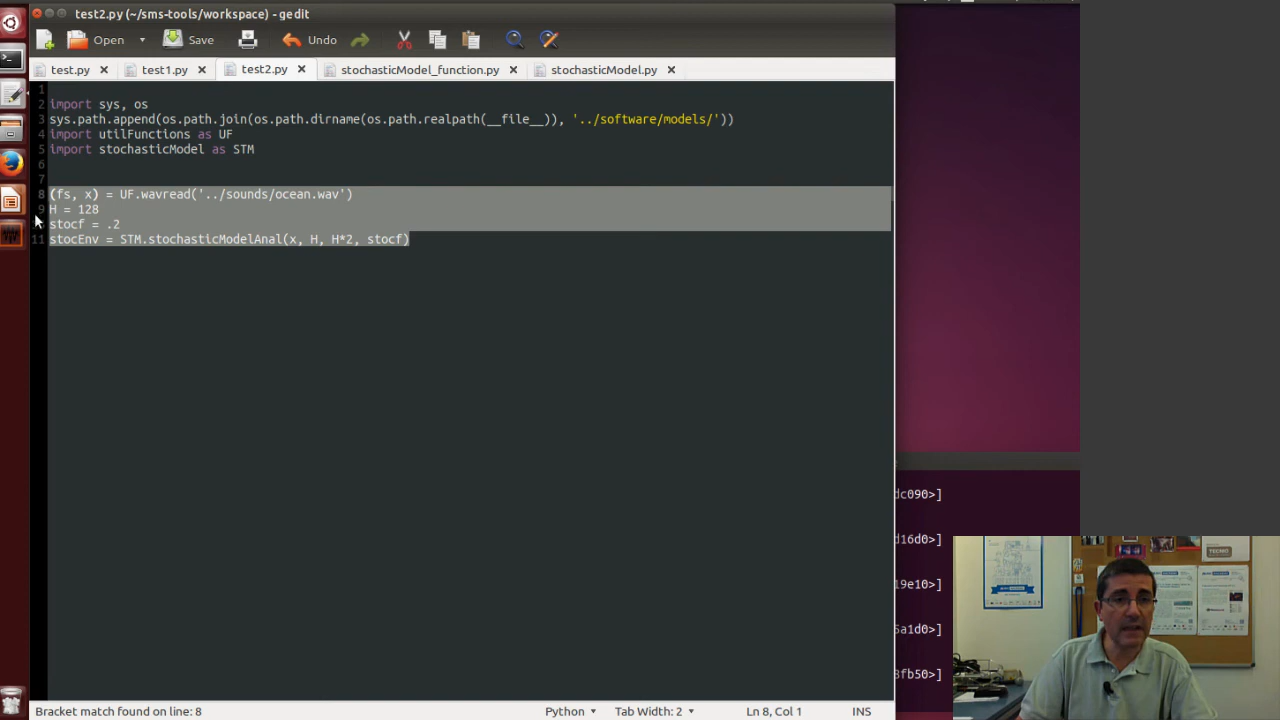 test2.py (~/sms-tools/workspace) - gedit
Open Save Undo
test.py test1.py test2.py stochasticModel_function.py stochasticModel.py
1
2 import sys, os
3 sys.path.append(os.path.join(os.path.dirname(os.path.realpath(__file__)), '../software/models/'))
4 import utilFunctions as UF
5 import stochasticModel as STM
6
7
8 (fs, x) = UF.wavread('../sounds/ocean.wav')
9 H = 128
stocf = .2
11 stocEnv = STM.stochasticModelAnal(x, H, H*2, stocf)
dc090>]
d16d0>]
19e10>]
5a1d0>]
8fb50>]
TECNIO
Bracket match found on line: 8 Python Tab Width: 2 Ln 8, Col 1 INS